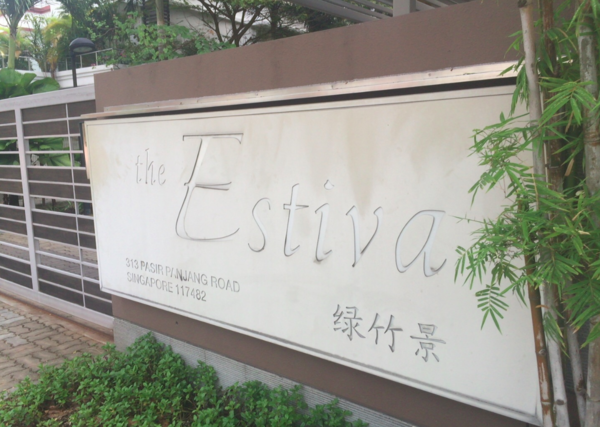 the Estiva
313 PASIR PANJANG ROAD
SINGAPORE 117482
绿竹景